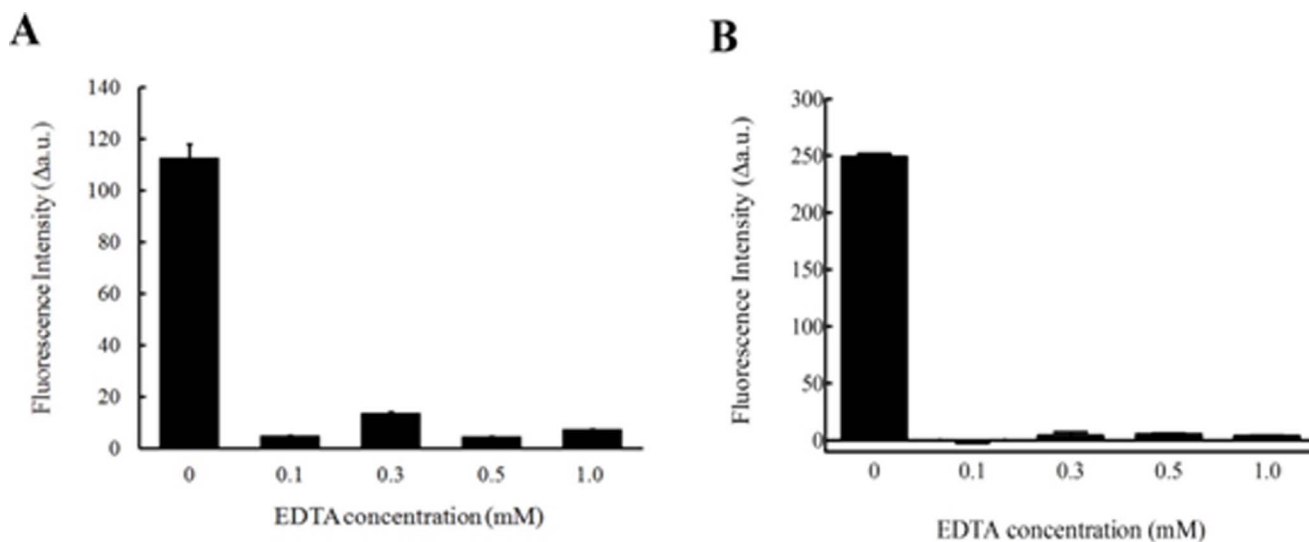 A
Fluorescence Intensity (Δa.u.)
140
120
100
80
60
40
20
0
0 0.1 0.3 0.5 1.0
EDTA concentration (mM)
B
Fluorescence Intensity (Δa.u.)
300
250
200
150
100
50
0
0 0.1 0.3 0.5 1.0
EDTA concentration (mM)